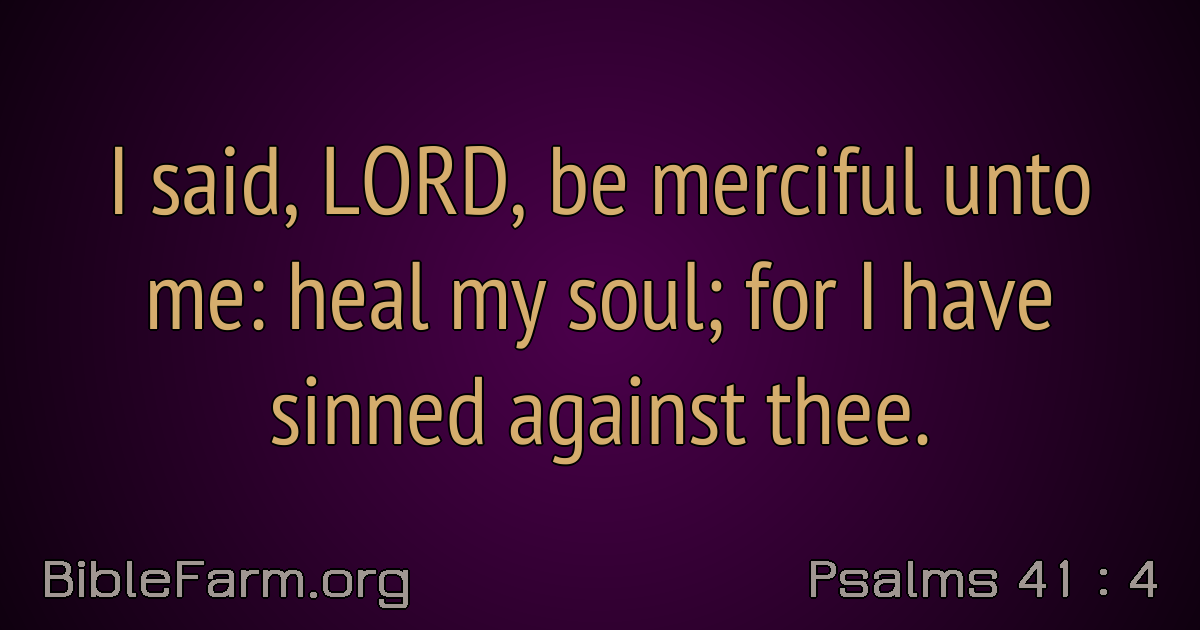 I said, LORD, be merciful unto
me: heal my soul; for I have
sinned against thee.
BibleFarm.org
Psalms 41 : 4